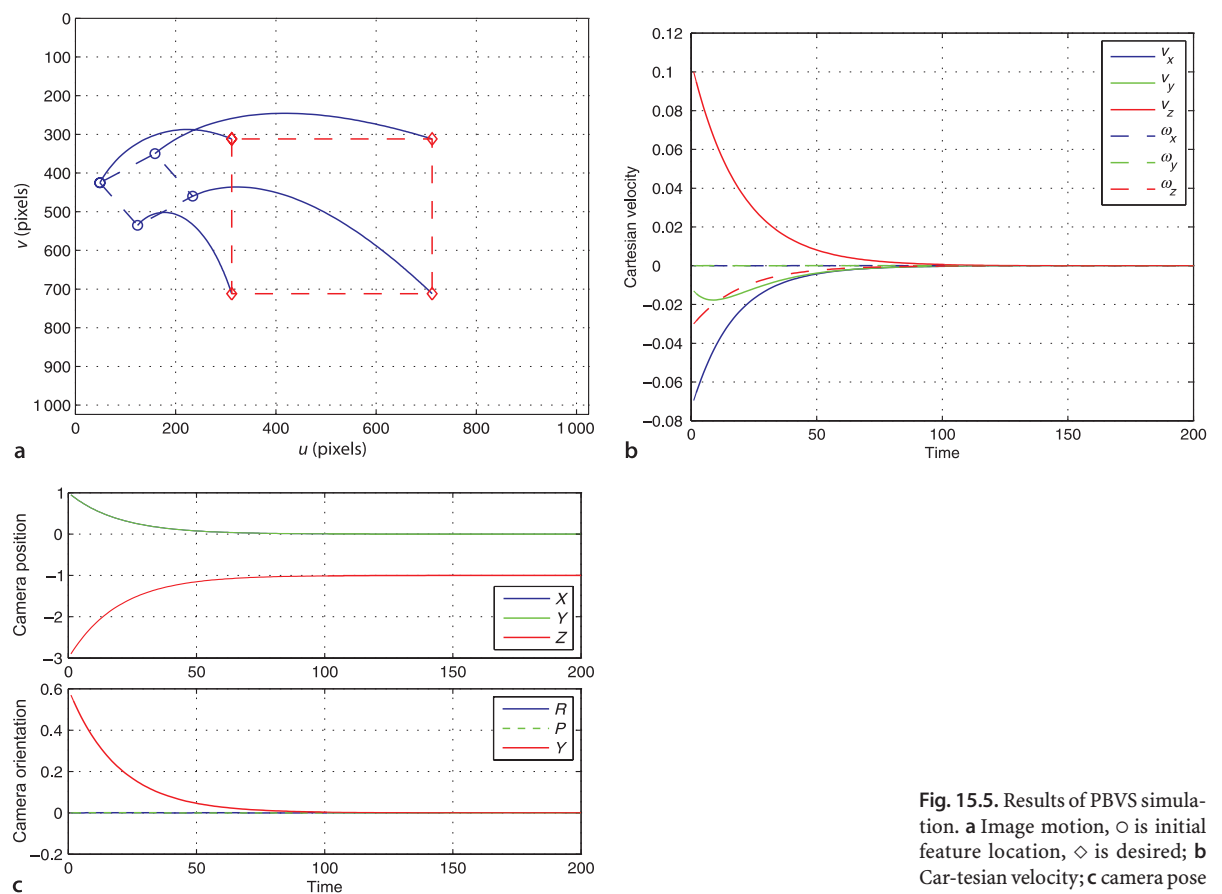 0
100
200
300
400
500
600
700
800
900
1 000
v (pixels)
0 200 400 600 800 1 000
u (pixels)
a
0.12
0.1
0.08
0.06
0.04
0.02
0
−0.02
−0.04
−0.06
−0.08
Cartesian velocity
v_x
v_y
v_z
ω_x
ω_y
ω_z
0 50 100 150 200
Time
b
1
0
−1
−2
−3
Camera position
X
Y
Z
0 50 100 150 200
0.6
0.4
0.2
0
−0.2
Camera orientation
R
P
Y
0 50 100 150 200
Time
c
Fig. 15.5. Results of PBVS simula-
tion. a Image motion, ○ is initial
feature location, ◇ is desired; b
Car-tesian velocity; c camera pose